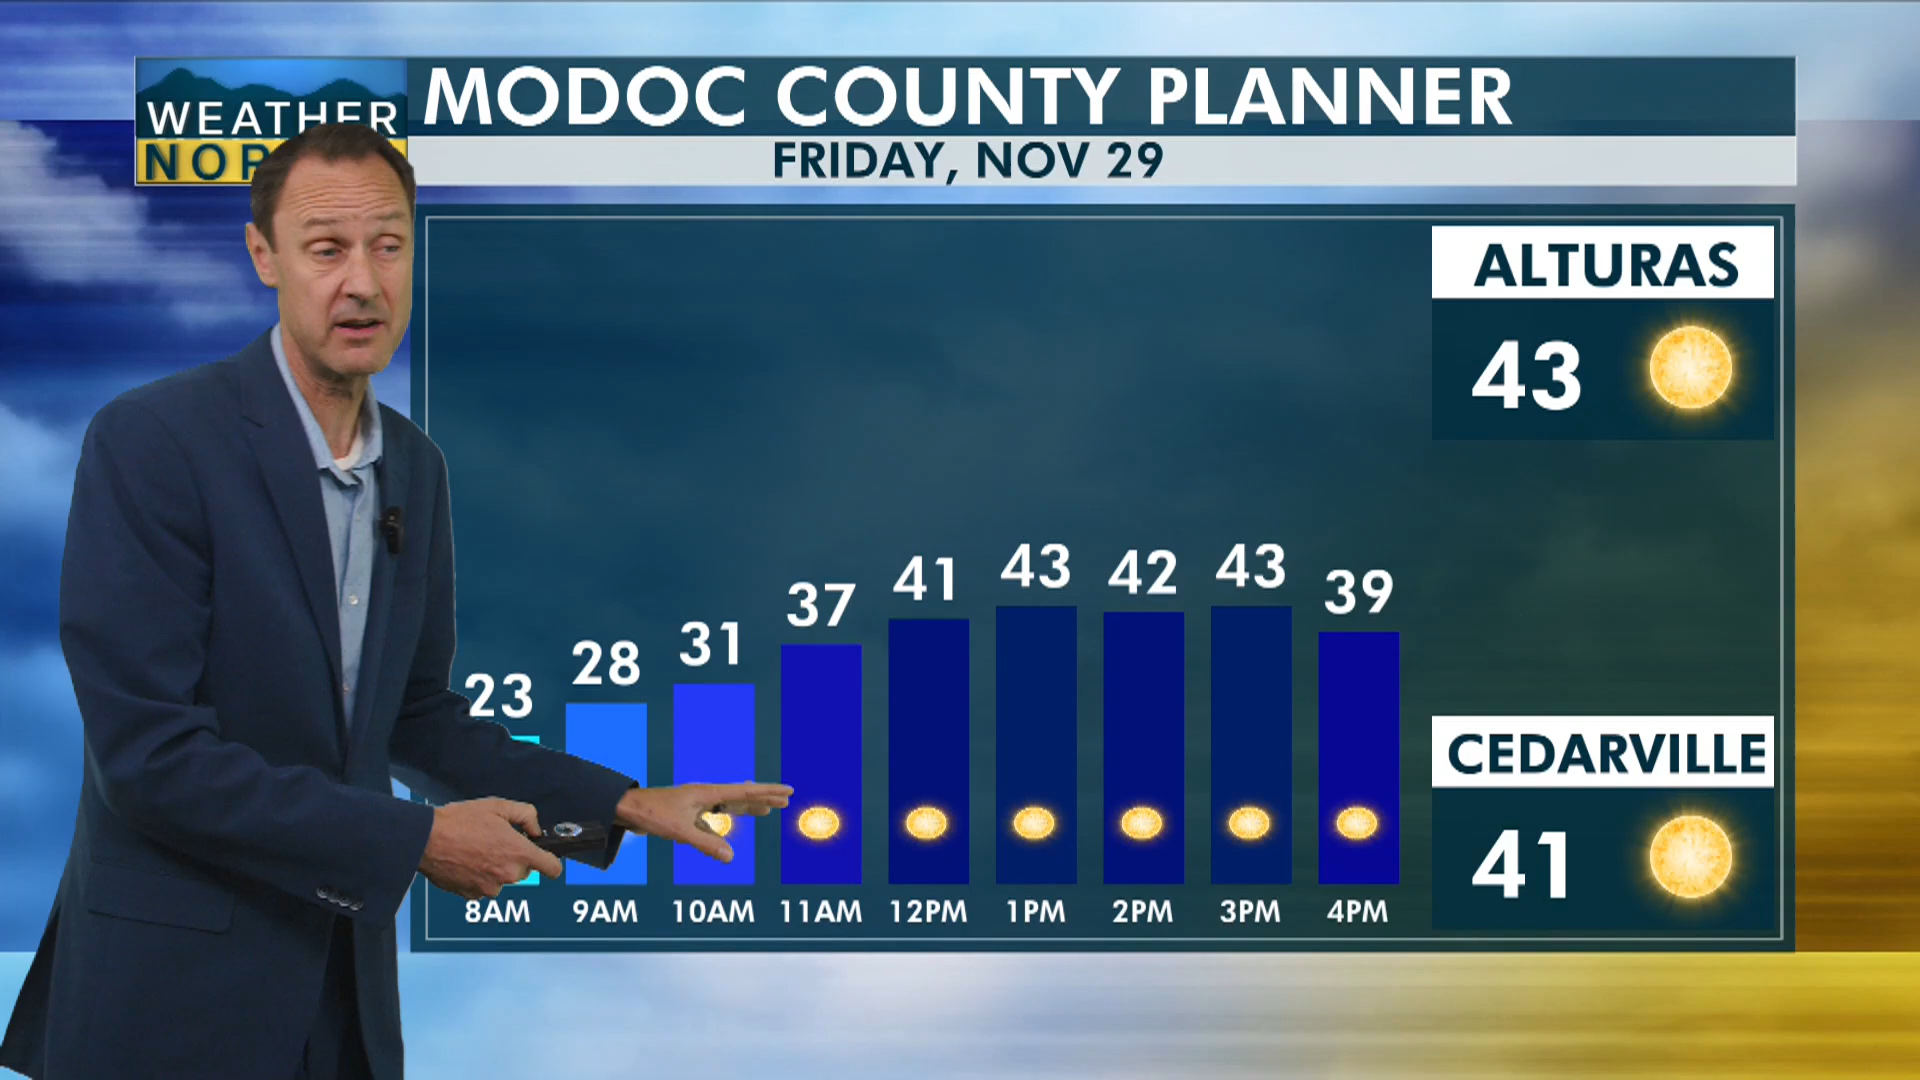 WEATHER
MODOC COUNTY PLANNER
FRIDAY, NOV 29
ALTURAS
43
CEDARVILLE
41
23 28 31 37 41 43 42 43 39
8AM 9AM 10AM 11AM 12PM 1PM 2PM 3PM 4PM